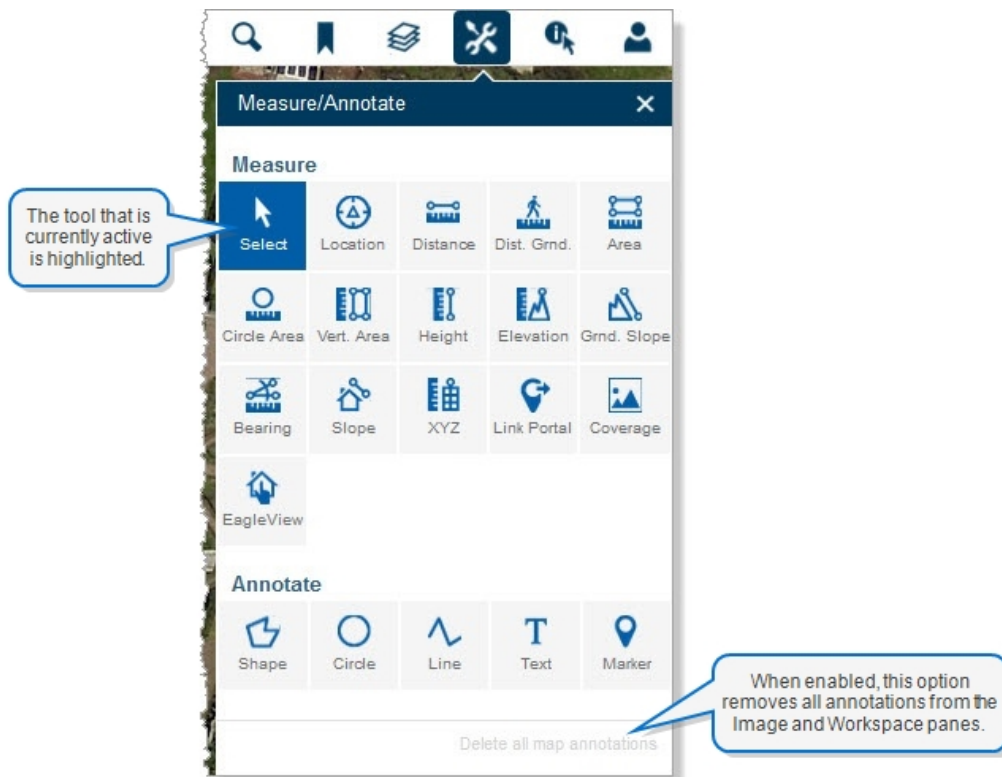 Measure/Annotate
Measure
The tool that is
currently active
is highlighted.
Select
Location
Distance
Dist. Grnd.
Area
Circle Area
Vert. Area
Height
Elevation
Grnd. Slope
Bearing
Slope
XYZ
Link Portal
Coverage
EagleView
Annotate
Shape
Circle
Line
T
Text
Marker
When enabled, this option
removes all annotations from the
Image and Workspace panes.
Delete all map annotations